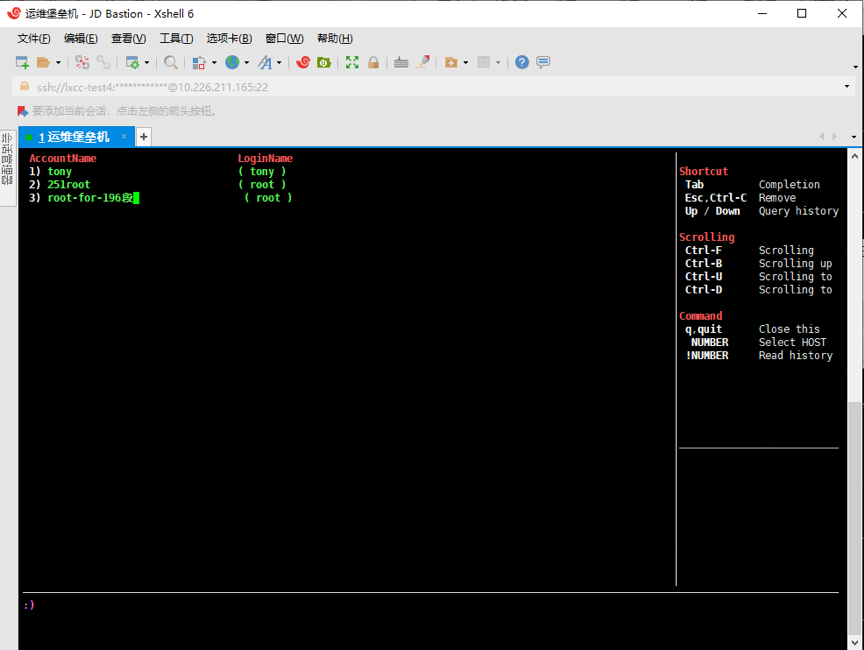 运维堡垒机 - JD Bastion - Xshell 6
文件(F) 编辑(E) 查看(V) 工具(T) 选项卡(B) 窗口(W) 帮助(H)
ssh://lxcc-test4:************@10.226.211.165:22
要添加当前会话，点击左侧的箭头按钮。
会话管理器
1 运维堡垒机 × +
AccountName LoginName
1) tony ( tony )
2) 251root ( root )
3) root-for-196段 ( root )
Shortcut
Tab Completion
Esc,Ctrl-C Remove
Up / Down Query history
Scrolling
Ctrl-F Scrolling
Ctrl-B Scrolling up
Ctrl-U Scrolling to
Ctrl-D Scrolling to
Command
q,quit Close this
NUMBER Select HOST
!NUMBER Read history
:)